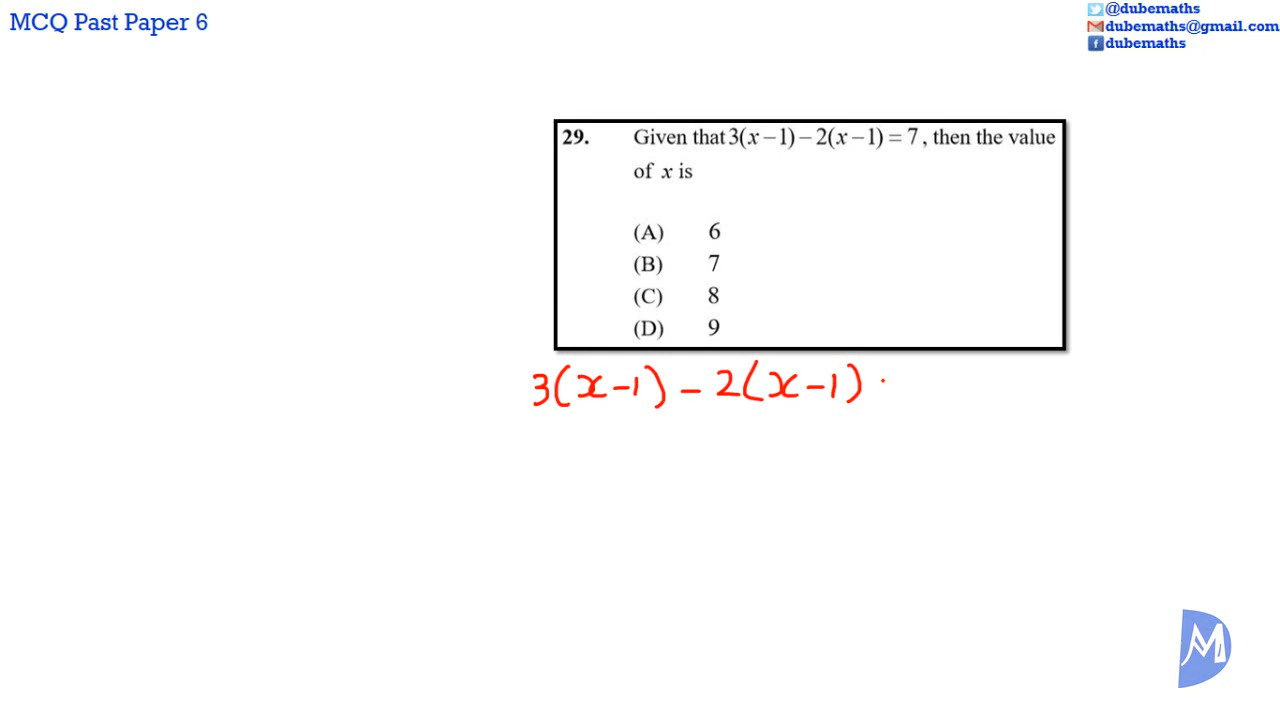 MCQ Past Paper 6
@dubemaths
dubemaths@gmail.com
dubemaths
29. Given that 3(x−1)−2(x−1)=7, then the value
of x is
(A) 6
(B) 7
(C) 8
(D) 9
3(x−1) − 2(x−1)
DM